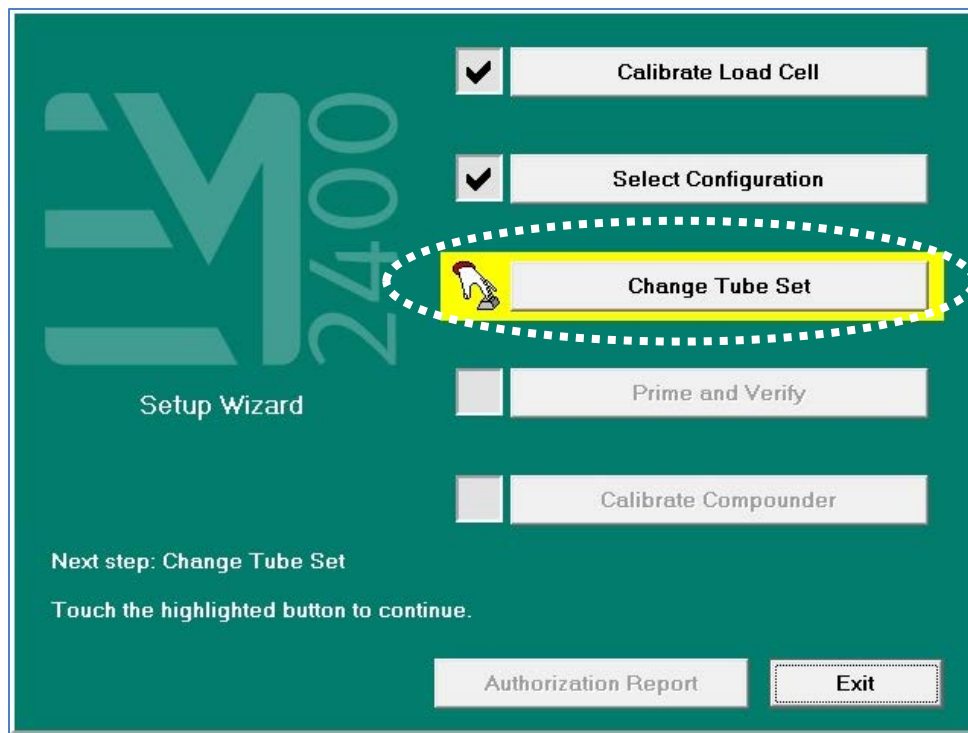 Calibrate Load Cell
EM
2400
Select Configuration
Change Tube Set
Setup Wizard
Prime and Verify
Calibrate Compounder
Next step: Change Tube Set
Touch the highlighted button to continue.
Authorization Report
Exit